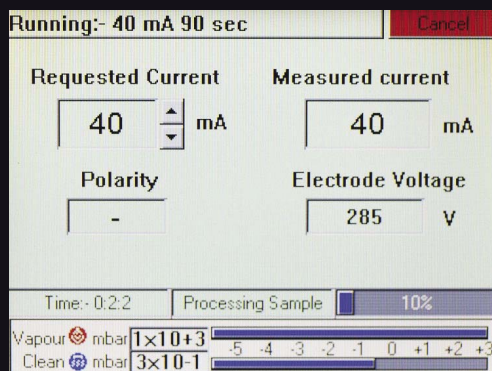 Running:- 40 mA 90 sec Cancel
Requested Current Measured current
40 mA 40 mA
Polarity Electrode Voltage
- 285 V
Time:- 0:2:2 Processing Sample 10%
Vapour mbar 1x10+3
-5 -4 -3 -2 -1 0 +1 +2 +3
Clean mbar 3x10-1